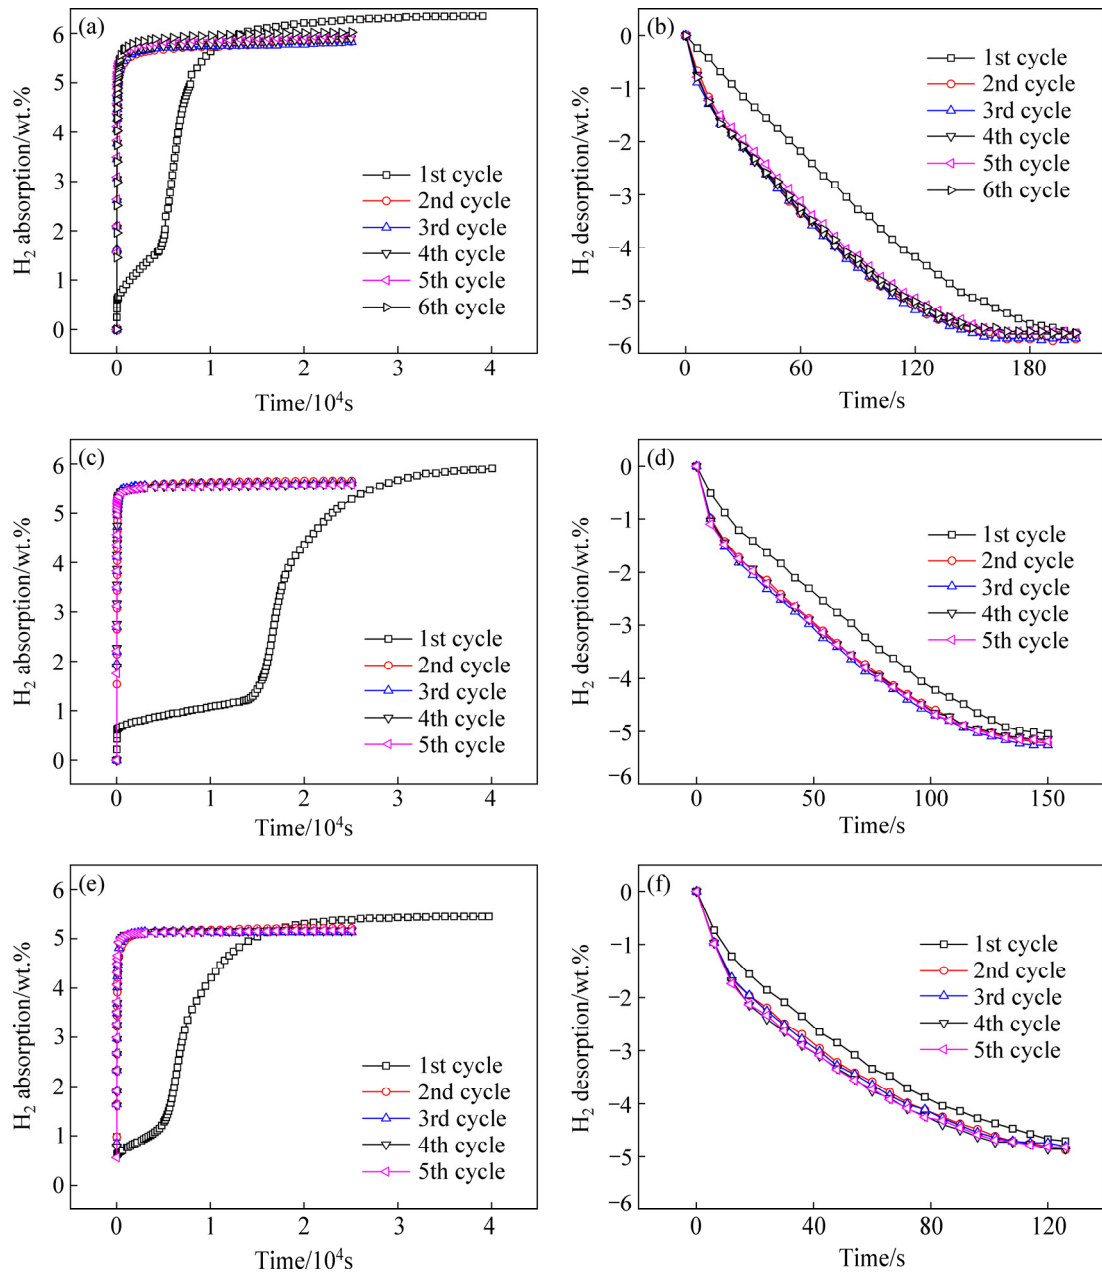 (a)
H₂ absorption/wt.%
6
5
4
3
2
1
0
1st cycle
2nd cycle
3rd cycle
4th cycle
5th cycle
6th cycle
0 1 2 3 4
Time/10⁴s
(b)
H₂ desorption/wt.%
0
−1
−2
−3
−4
−5
−6
1st cycle
2nd cycle
3rd cycle
4th cycle
5th cycle
6th cycle
0 60 120 180
Time/s
(c)
H₂ absorption/wt.%
6
5
4
3
2
1
0
1st cycle
2nd cycle
3rd cycle
4th cycle
5th cycle
0 1 2 3 4
Time/10⁴s
(d)
H₂ desorption/wt.%
0
−1
−2
−3
−4
−5
−6
1st cycle
2nd cycle
3rd cycle
4th cycle
5th cycle
0 50 100 150
Time/s
(e)
H₂ absorption/wt.%
6
5
4
3
2
1
0
1st cycle
2nd cycle
3rd cycle
4th cycle
5th cycle
0 1 2 3 4
Time/10⁴s
(f)
H₂ desorption/wt.%
0
−1
−2
−3
−4
−5
−6
1st cycle
2nd cycle
3rd cycle
4th cycle
5th cycle
0 40 80 120
Time/s